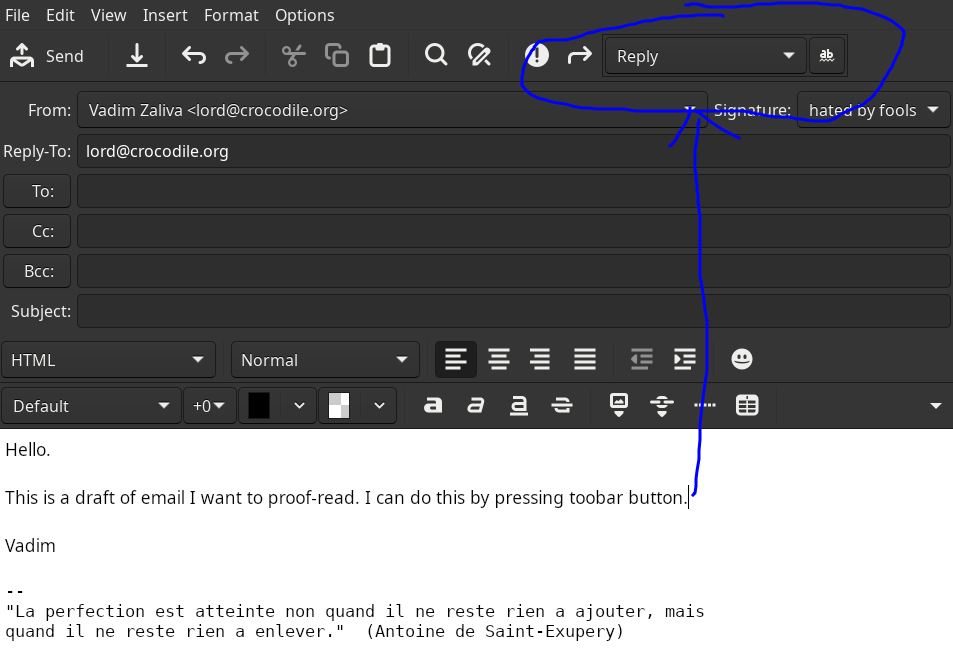 File Edit View Insert Format Options
Send Reply ab
From: Vadim Zaliva <lord@crocodile.org> Signature: hated by fools
Reply-To: lord@crocodile.org
To:
Cc:
Bcc:
Subject:
HTML Normal
Default +0 a a a
Hello.
This is a draft of email I want to proof-read. I can do this by pressing toobar button.
Vadim
--
"La perfection est atteinte non quand il ne reste rien a ajouter, mais
quand il ne reste rien a enlever."  (Antoine de Saint-Exupery)